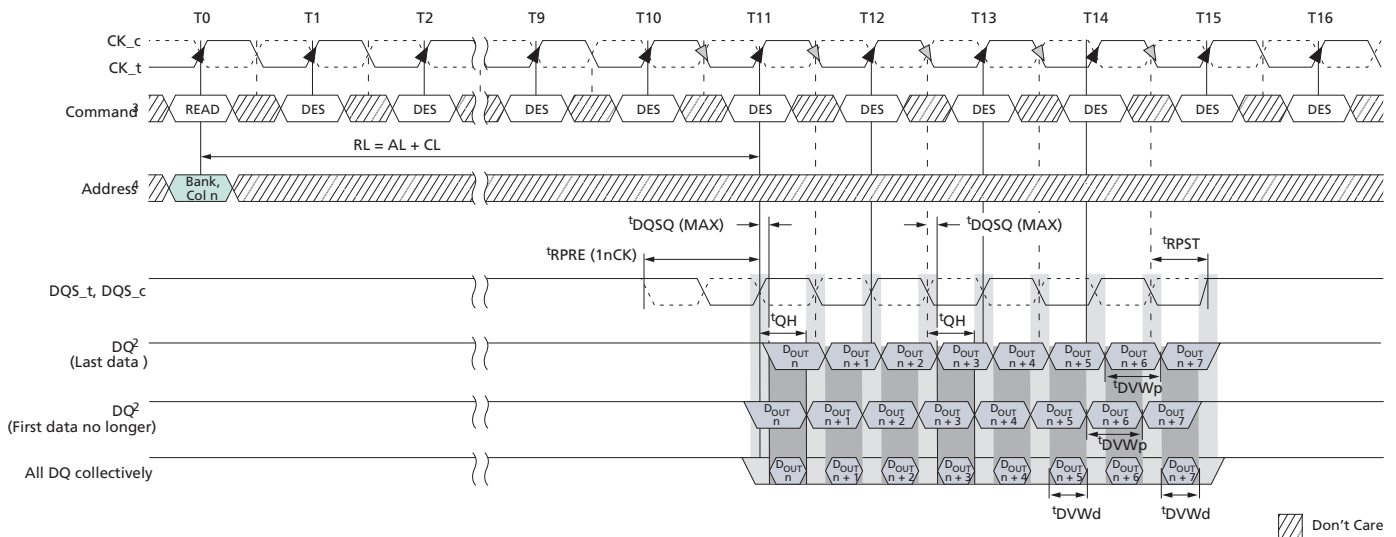 T0 T1 T2 T9 T10 T11 T12 T13 T14 T15 T16
CK_c
CK_t
Command3 READ DES DES DES DES DES DES DES DES DES DES
RL = AL + CL
Address4 Bank,
Col n
tDQSQ (MAX) tDQSQ (MAX)
tRPRE (1nCK) tRPST
DQS_t, DQS_c
tQH tQH
DQ2
(Last data )
DOUT n DOUT n + 1 DOUT n + 2 DOUT n + 3 DOUT n + 4 DOUT n + 5 DOUT n + 6 DOUT n + 7
tDVWp
DQ2
(First data no longer)
DOUT n DOUT n + 1 DOUT n + 2 DOUT n + 3 DOUT n + 4 DOUT n + 5 DOUT n + 6 DOUT n + 7
tDVWp
All DQ collectively
DOUT n DOUT n + 1 DOUT n + 2 DOUT n + 3 DOUT n + 4 DOUT n + 5 DOUT n + 6 DOUT n + 7
tDVWd tDVWd
Don't Care